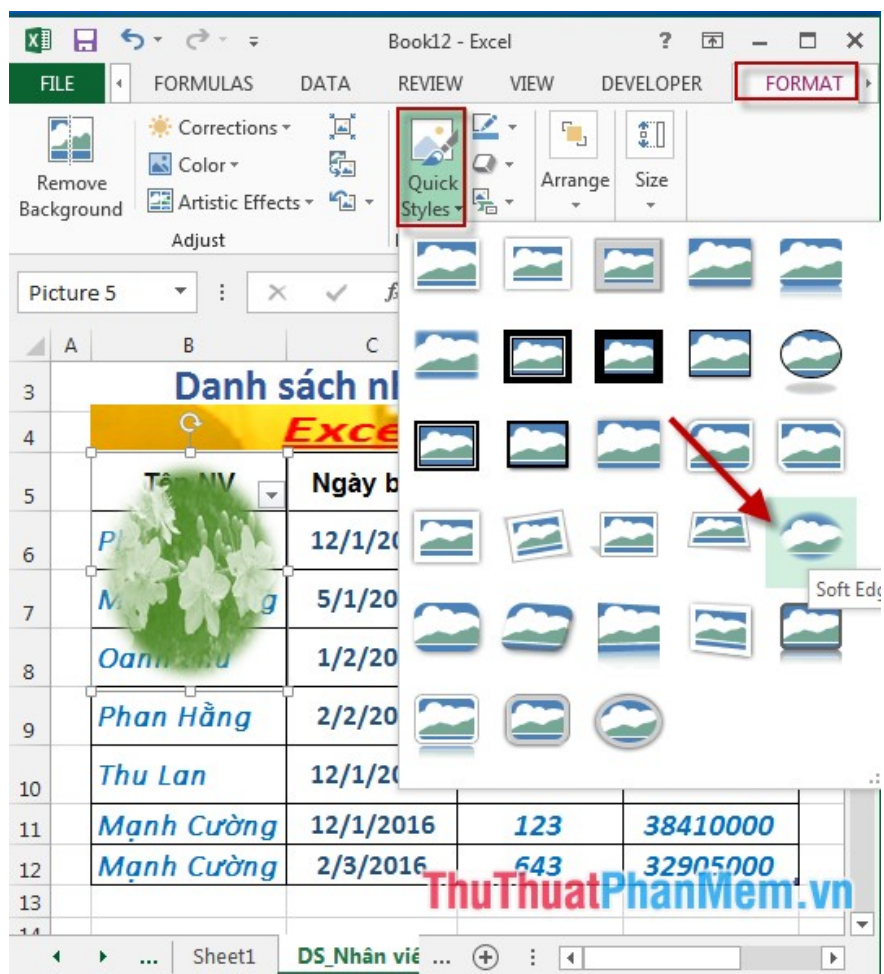 Book12 - Excel ?
FILE FORMULAS DATA REVIEW VIEW DEVELOPER FORMAT
Corrections
Color
Artistic Effects
Remove Background
Quick Styles
Arrange
Size
Adjust
Picture 5
A B C
3 Danh sách
4
5 Ngày
6 12/1/20
7 5/1/20
Soft Edg
8 Oanh 1/2/20
9 Phan Hằng 2/2/20
10 Thu Lan 12/1/20
11 Mạnh Cường 12/1/2016 123 38410000
12 Mạnh Cường 2/3/2016 643 32905000
ThuThuatPhanMem.vn
13
14
... Sheet1 DS_Nhân viê ...